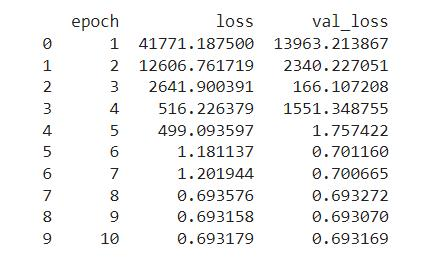 epoch loss val_loss
0 1 41771.187500 13963.213867
1 2 12606.761719 2340.227051
2 3 2641.900391 166.107208
3 4 516.226379 1551.348755
4 5 499.093597 1.757422
5 6 1.181137 0.701160
6 7 1.201944 0.700665
7 8 0.693576 0.693272
8 9 0.693158 0.693070
9 10 0.693179 0.693169